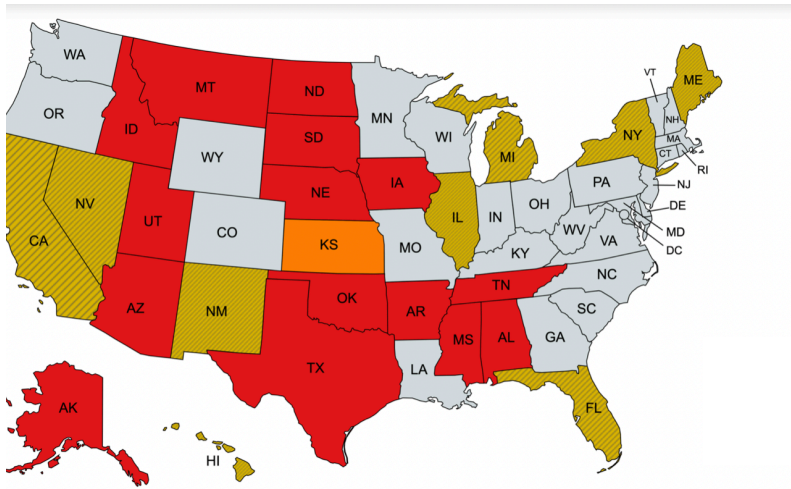 WA
MT
ND
MN
VT
ME
OR
ID
SD
WI
NH
NY
MA
WY
MI
CT
RI
NV
NE
IA
PA
NJ
UT
CO
IL
IN
OH
DE
CA
KS
MO
WV
MD
VA
DC
KY
NC
AZ
NM
OK
AR
TN
SC
MS
AL
GA
TX
LA
AK
FL
HI